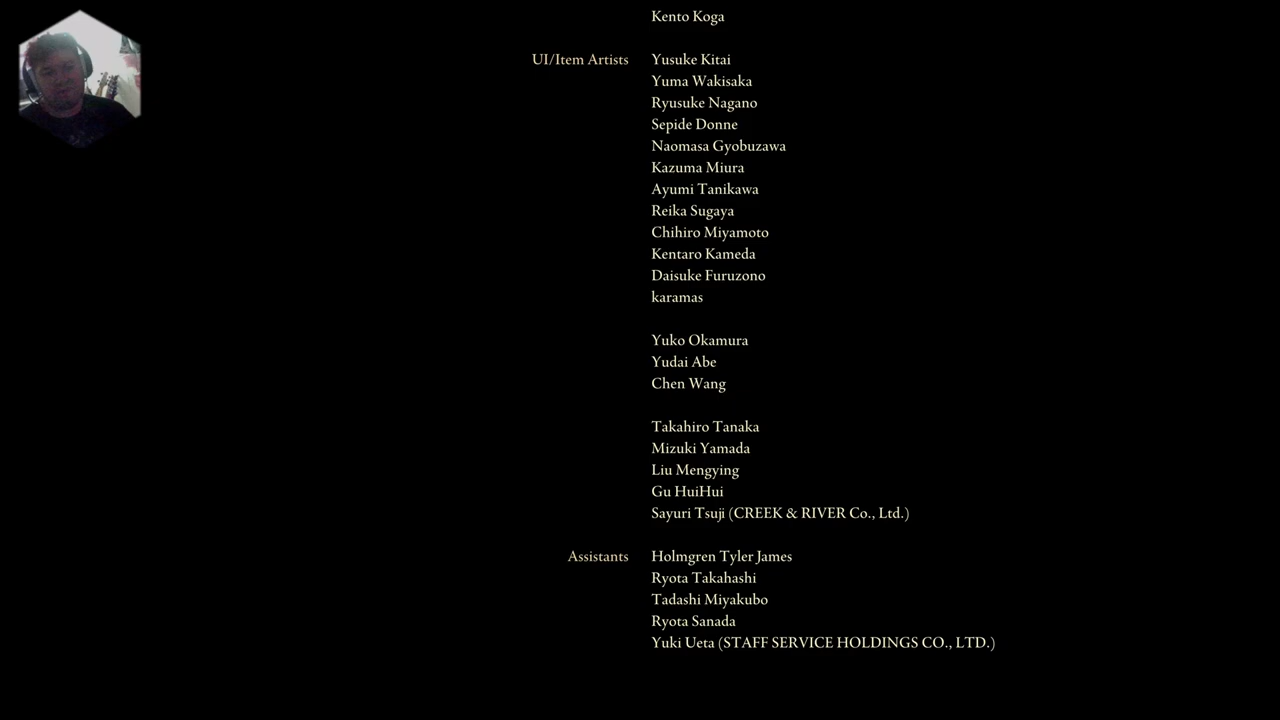 Kento Koga
UI/Item Artists Yusuke Kitai
Yuma Wakisaka
Ryusuke Nagano
Sepide Donne
Naomasa Gyobuzawa
Kazuma Miura
Ayumi Tanikawa
Reika Sugaya
Chihiro Miyamoto
Kentaro Kameda
Daisuke Furuzono
karamas
Yuko Okamura
Yudai Abe
Chen Wang
Takahiro Tanaka
Mizuki Yamada
Liu Mengying
Gu HuiHui
Sayuri Tsuji (CREEK & RIVER Co., Ltd.)
Assistants Holmgren Tyler James
Ryota Takahashi
Tadashi Miyakubo
Ryota Sanada
Yuki Ueta (STAFF SERVICE HOLDINGS CO., LTD.)